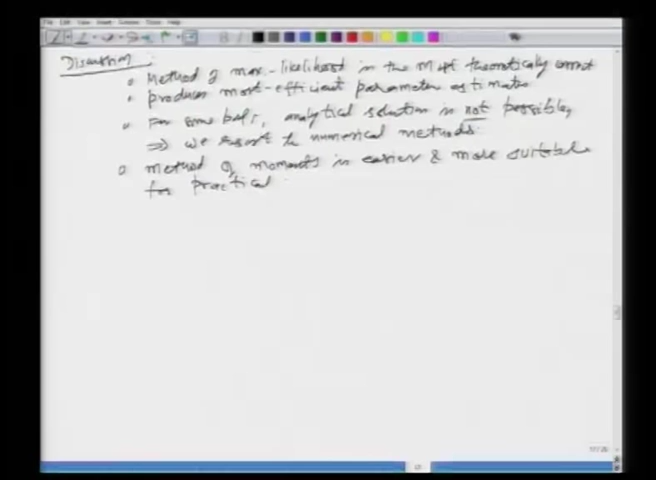 Discussion:
Method of max-likelihood is the most theoretically correct
produces most-efficient parameter estimates
For some pdfs, analytical solution is not possible,
⇒ we resort to numerical methods.
method of moments is easier & more suitable
for practical